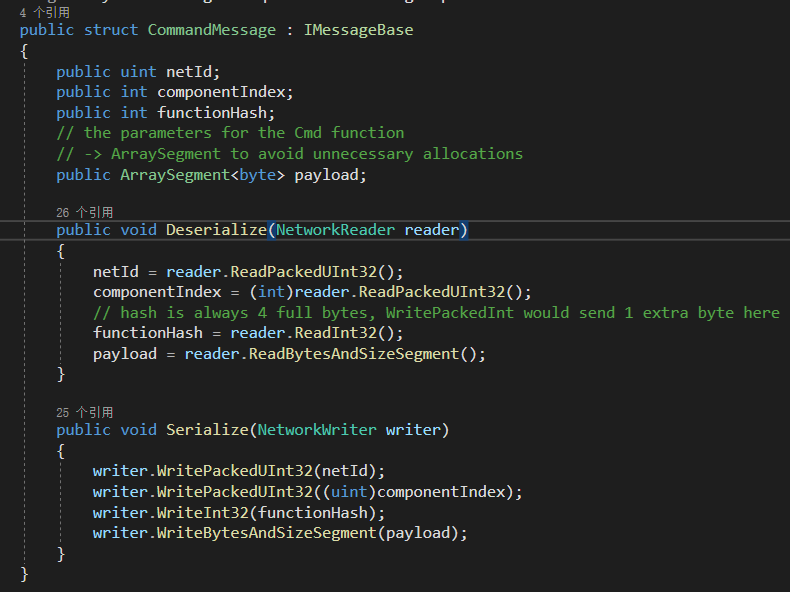 4 个引用
public struct CommandMessage : IMessageBase
{
public uint netId;
public int componentIndex;
public int functionHash;
// the parameters for the Cmd function
// -> ArraySegment to avoid unnecessary allocations
public ArraySegment<byte> payload;
26 个引用
public void Deserialize(NetworkReader reader)
{
netId = reader.ReadPackedUInt32();
componentIndex = (int)reader.ReadPackedUInt32();
// hash is always 4 full bytes, WritePackedInt would send 1 extra byte here
functionHash = reader.ReadInt32();
payload = reader.ReadBytesAndSizeSegment();
}
25 个引用
public void Serialize(NetworkWriter writer)
{
writer.WritePackedUInt32(netId);
writer.WritePackedUInt32((uint)componentIndex);
writer.WriteInt32(functionHash);
writer.WriteBytesAndSizeSegment(payload);
}
}